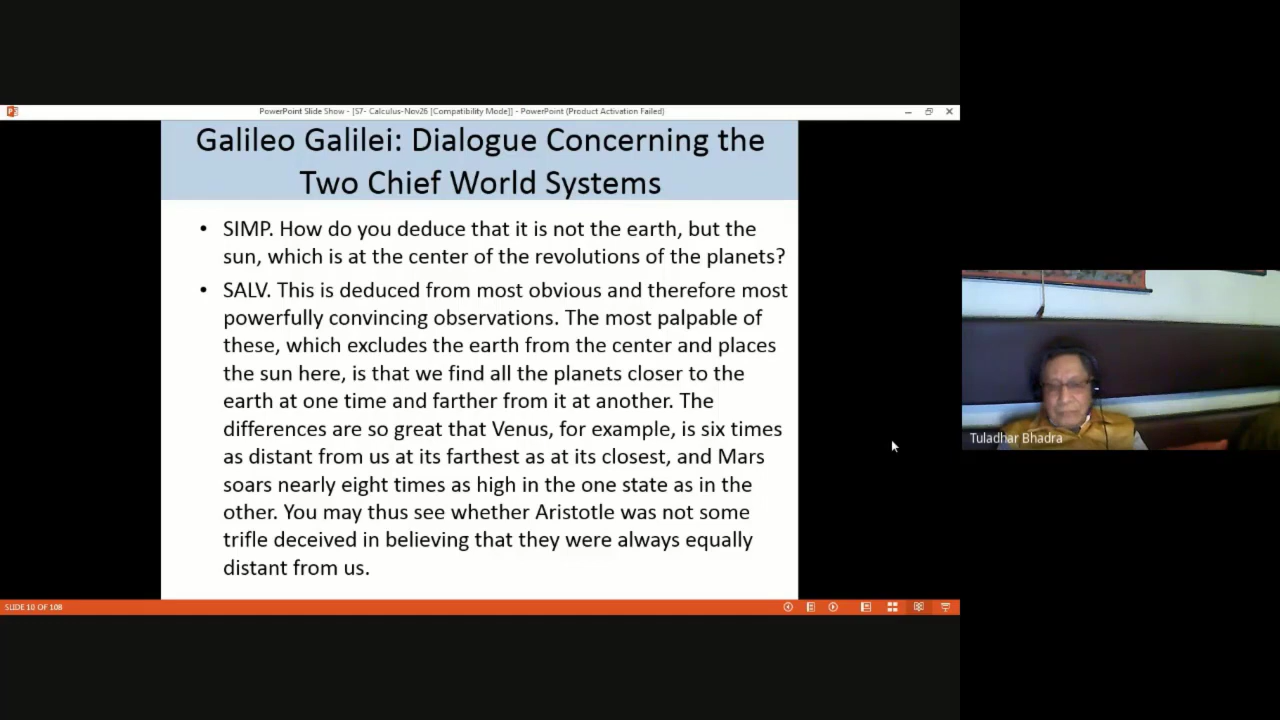 PowerPoint Slide Show - [S7- Calculus-Nov26 [Compatibility Mode]] - PowerPoint (Product Activation Failed)
Galileo Galilei: Dialogue Concerning the
Two Chief World Systems
• SIMP. How do you deduce that it is not the earth, but the
sun, which is at the center of the revolutions of the planets?
• SALV. This is deduced from most obvious and therefore most
powerfully convincing observations. The most palpable of
these, which excludes the earth from the center and places
the sun here, is that we find all the planets closer to the
earth at one time and farther from it at another. The
differences are so great that Venus, for example, is six times
as distant from us at its farthest as at its closest, and Mars
soars nearly eight times as high in the one state as in the
other. You may thus see whether Aristotle was not some
trifle deceived in believing that they were always equally
distant from us.
Tuladhar Bhadra
SLIDE 10 OF 108